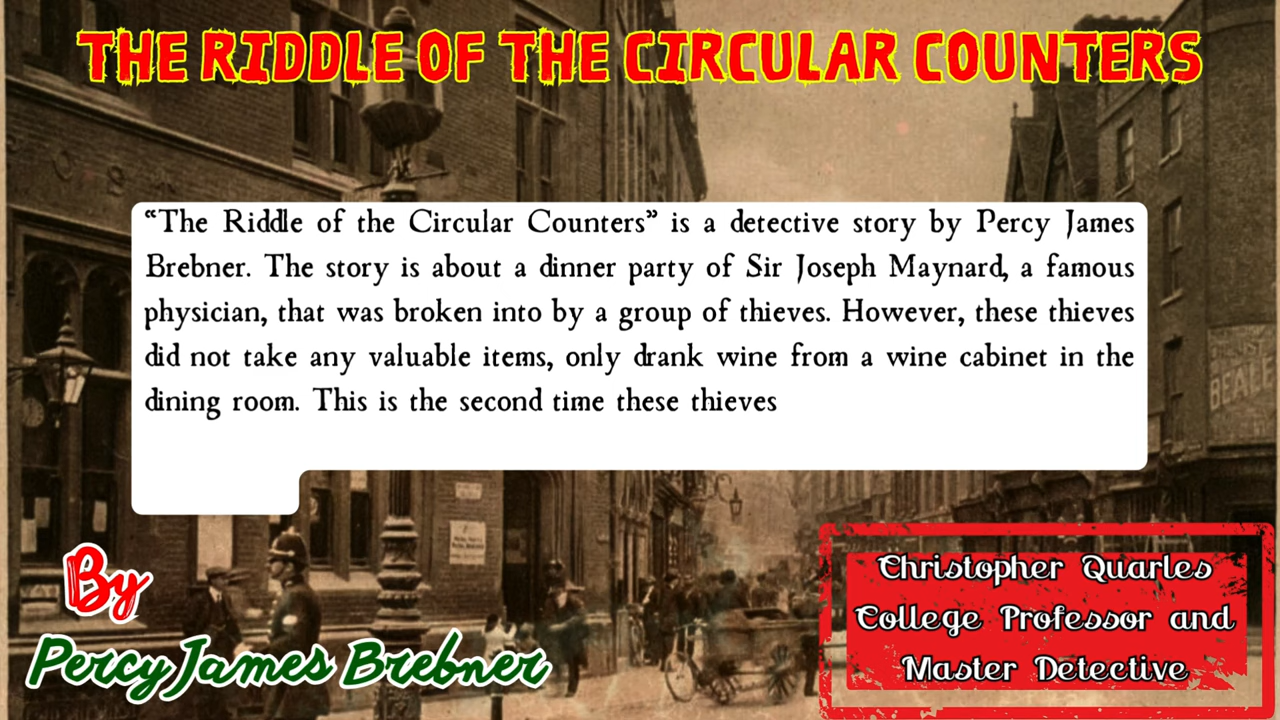 THE RIDDLE OF THE CIRCULAR COUNTERS
“The Riddle of the Circular Counters” is a detective story by Percy James
Brebner. The story is about a dinner party of Sir Joseph Maynard, a famous
physician, that was broken into by a group of thieves. However, these thieves
did not take any valuable items, only drank wine from a wine cabinet in the
dining room. This is the second time these thieves
BEALE
By
Percy James Brebner
Christopher Quarles
College Professor and
Master Detective